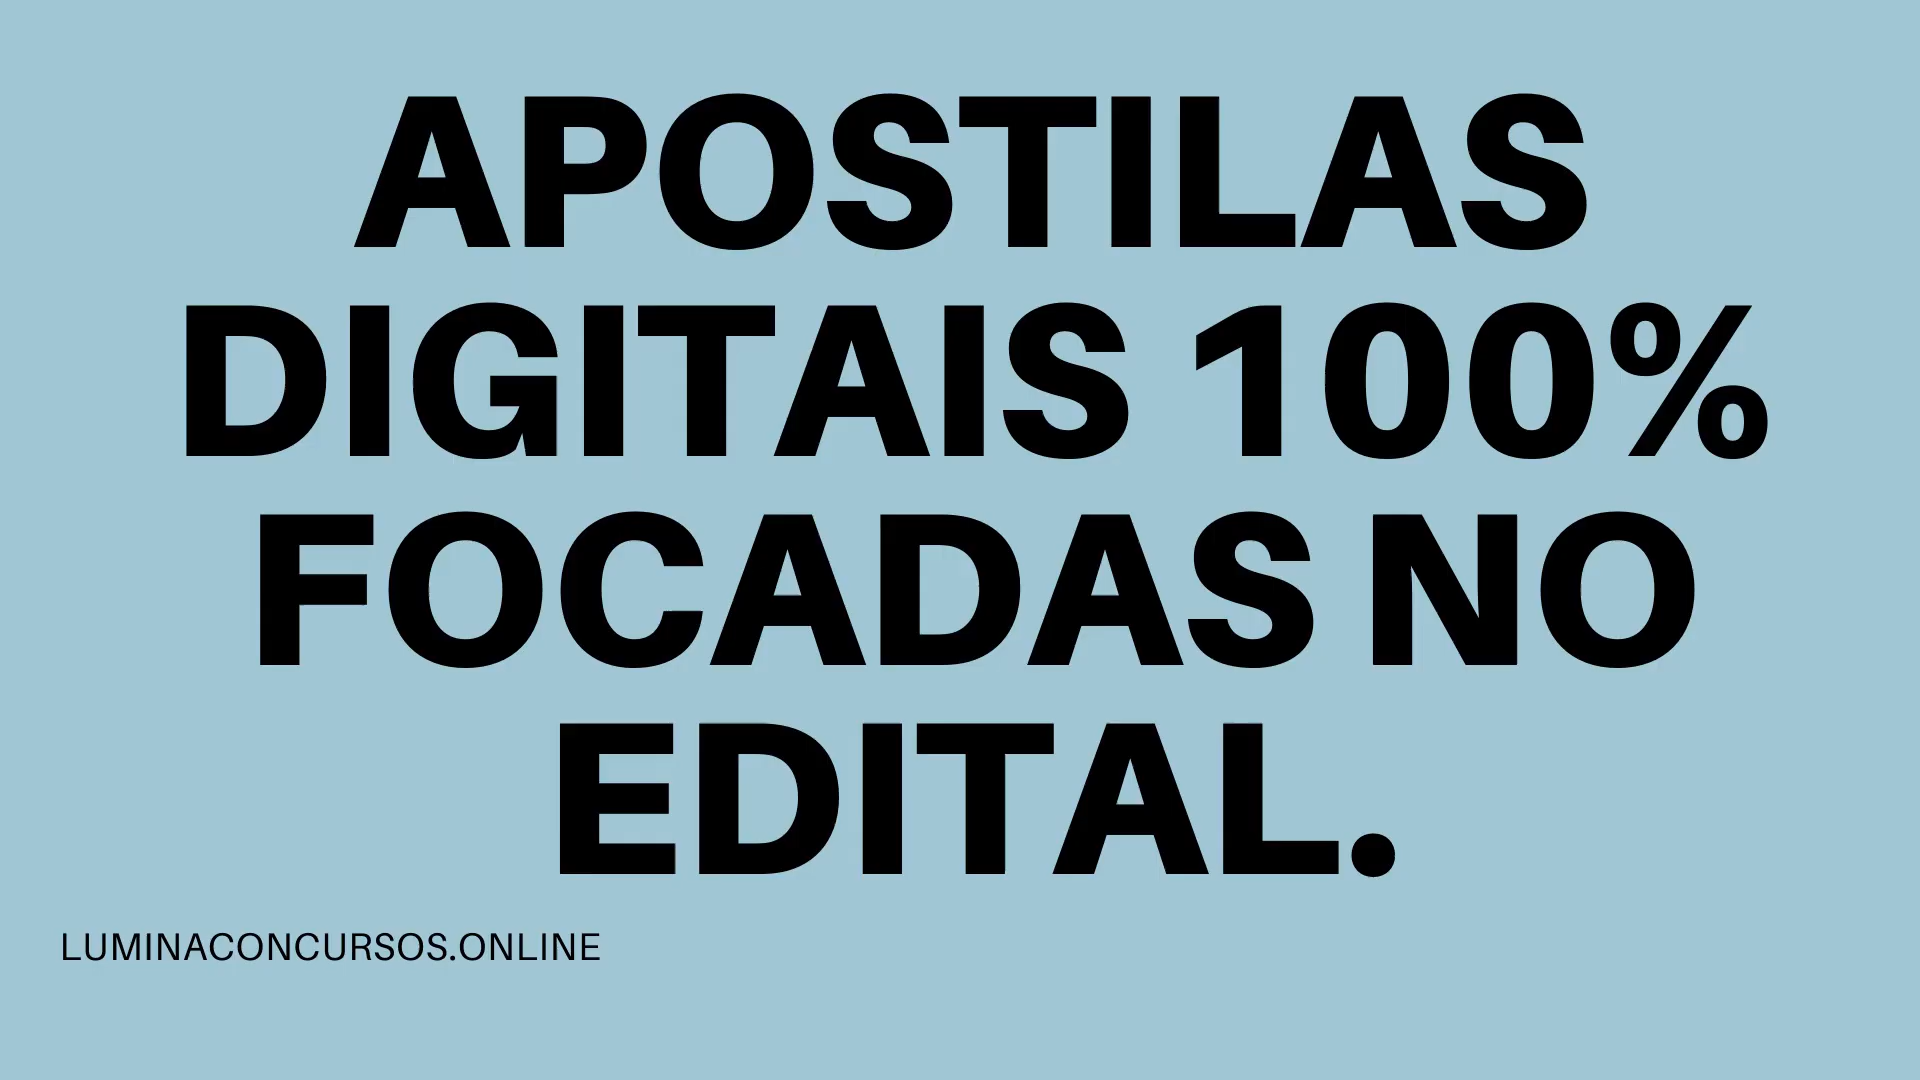 APOSTILAS
DIGITAIS 100%
FOCADAS NO
EDITAL.
LUMINACONCURSOS.ONLINE